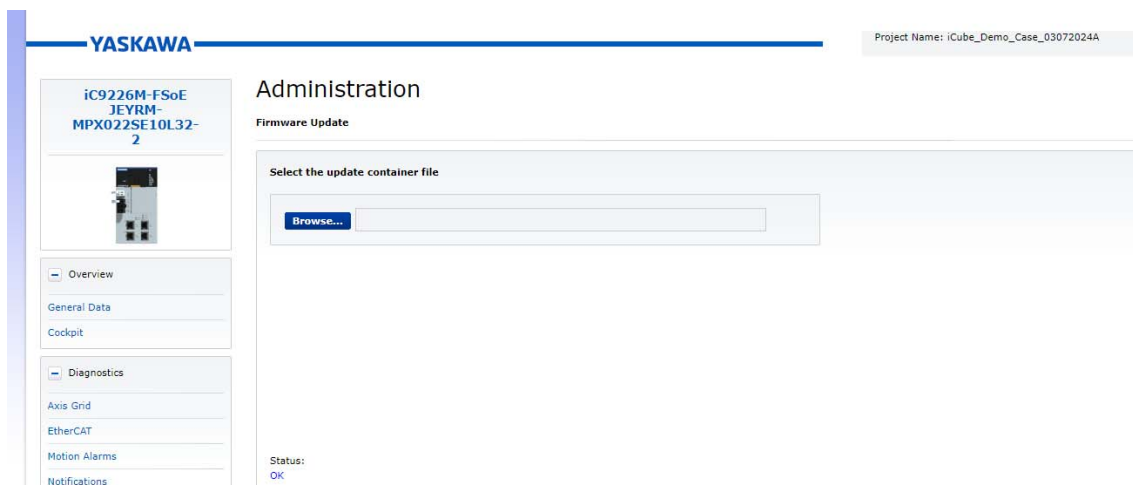 YASKAWA
Project Name: iCube_Demo_Case_03072024A
iC9226M-FSoE
JEYRM-
MPX022SE10L32-
2
Administration
Firmware Update
Select the update container file
Browse...
Overview
General Data
Cockpit
Diagnostics
Axis Grid
EtherCAT
Motion Alarms
Notifications
Status:
OK